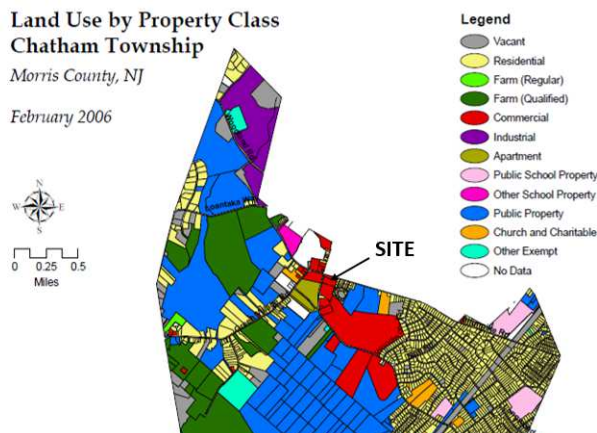 Land Use by Property Class
Chatham Township
Morris County, NJ
February 2006
N
W
E
S
0 0.25 0.5
Miles
SITE
Legend
Vacant
Residential
Farm (Regular)
Farm (Qualified)
Commercial
Industrial
Apartment
Public School Property
Other School Property
Public Property
Church and Charitable
Other Exempt
No Data